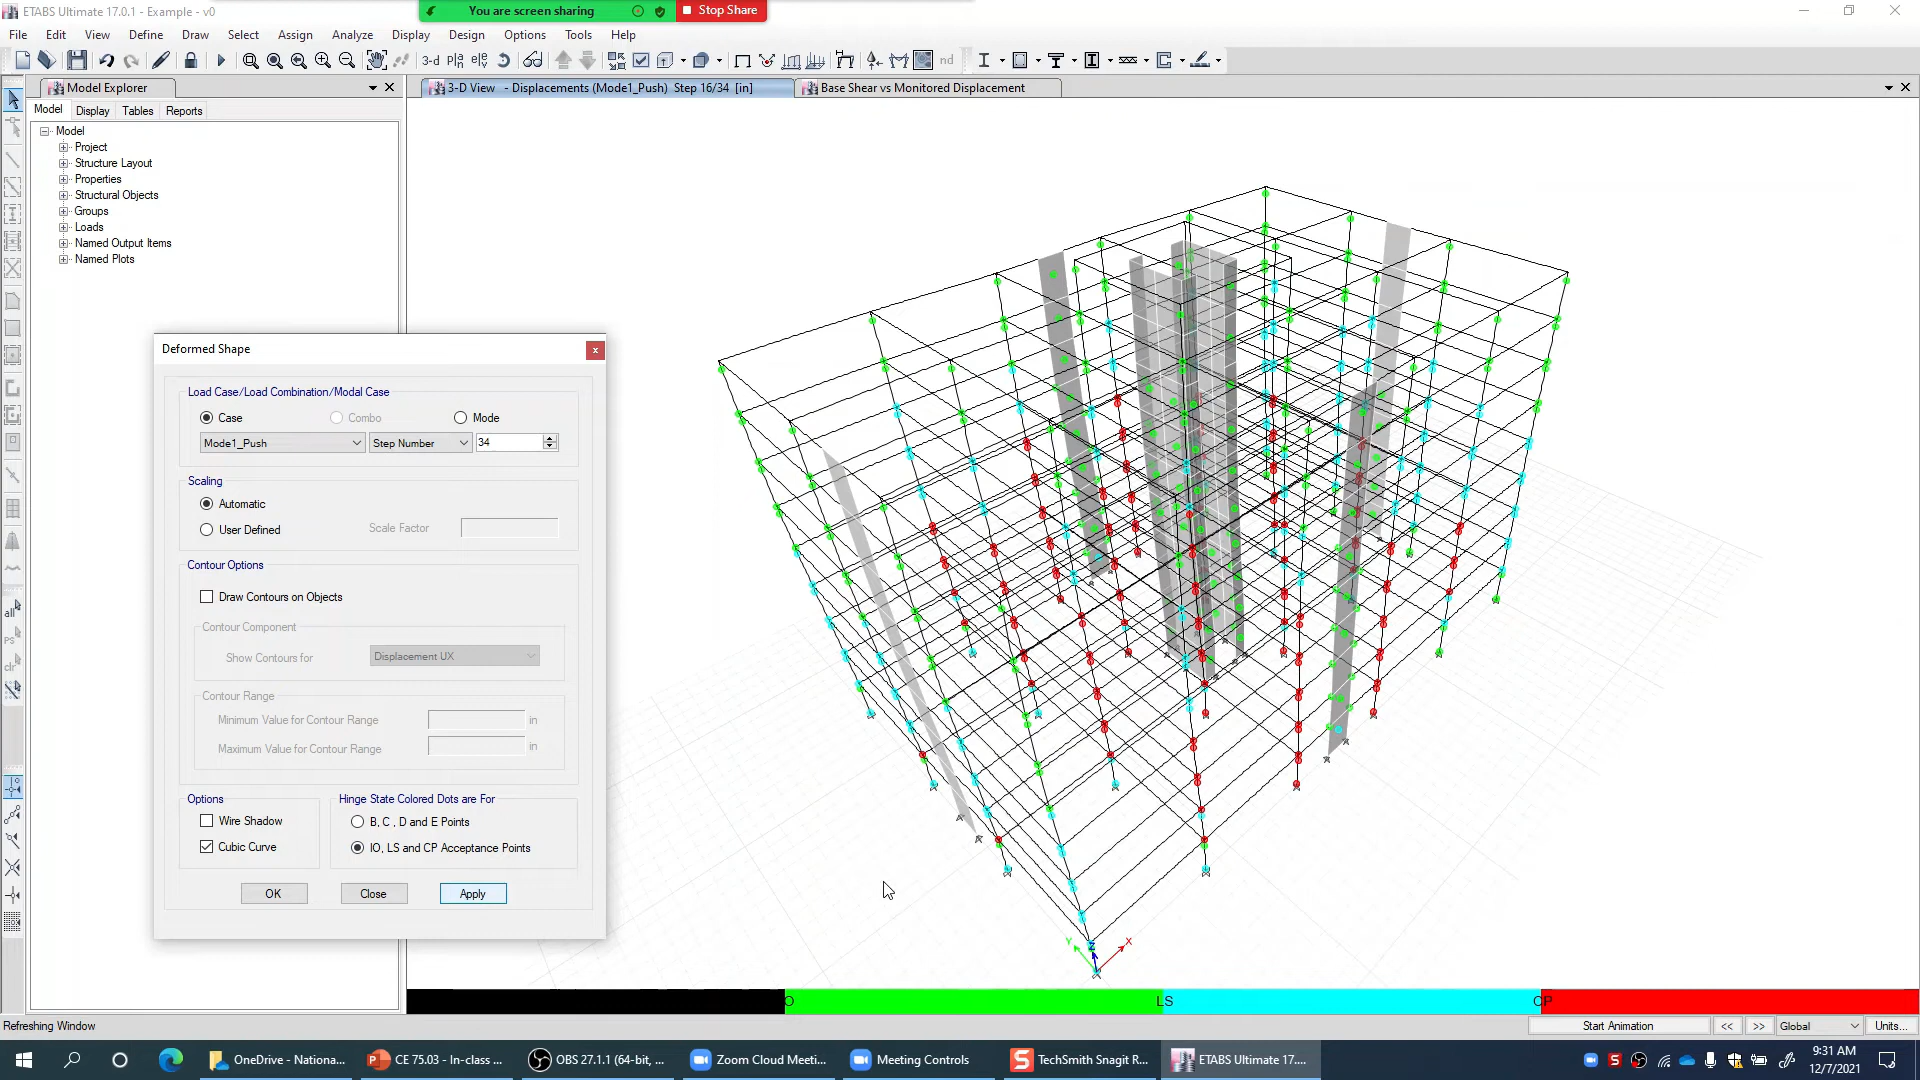 ETABS Ultimate 17.0.1 - Example - v0
You are screen sharing
Stop Share
File Edit View Define Draw Select Assign Analyze Display Design Options Tools Help
3-d
nd
Model Explorer
3-D View - Displacements (Mode1_Push) Step 16/34 [in]
Base Shear vs Monitored Displacement
Model Display Tables Reports
Model
Project
Structure Layout
Properties
Structural Objects
Groups
Loads
Named Output Items
Named Plots
Deformed Shape
Load Case/Load Combination/Modal Case
Case Combo Mode
Mode1_Push Step Number 34
Scaling
Automatic
User Defined Scale Factor
Contour Options
Draw Contours on Objects
Contour Component
Show Contours for Displacement UX
Contour Range
Minimum Value for Contour Range in
Maximum Value for Contour Range in
Options
Wire Shadow
Cubic Curve
Hinge State Colored Dots are For
B, C , D and E Points
IO, LS and CP Acceptance Points
OK Close Apply
all
PS
clr
Y Z X
LS CP
Refreshing Window
Start Animation << >> Global Units...
OneDrive - Nationa...
CE 75.03 - In-class ...
OBS 27.1.1 (64-bit, ...
Zoom Cloud Meeti...
Meeting Controls
TechSmith Snagit R...
ETABS Ultimate 17....
9:31 AM
12/7/2021